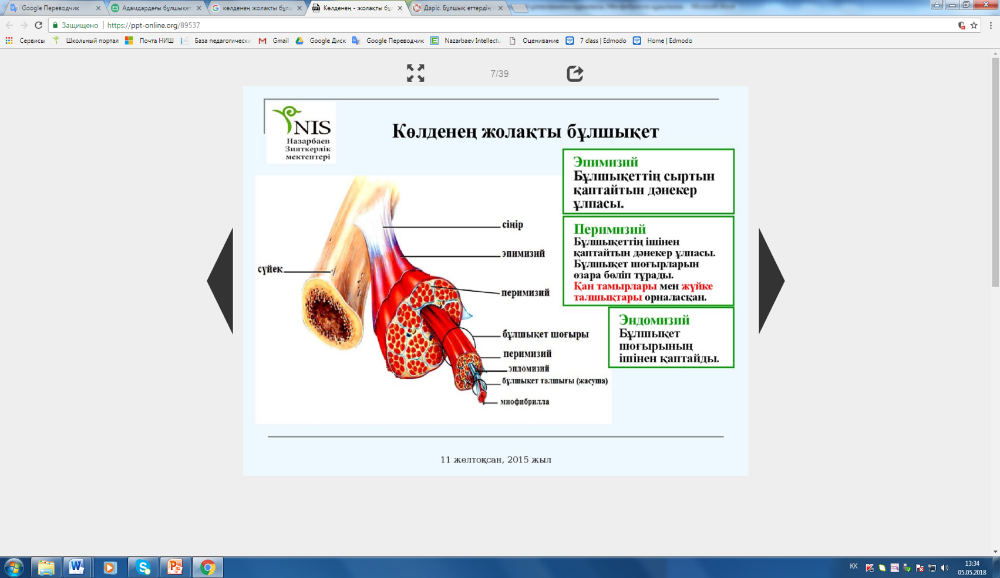 Google Переводчик
Адамдардағы бұлшықет
көлденең жолақты бұлш
Көлденең - жолақты бұ
Дәріс. Бұлшық еттердің
Microsoft Word
Защищено
https://ppt-online.org/89537
Сервисы
Школьный портал
Почта НИШ
База педагогически
Gmail
Google Диск
Google Переводчик
Nazarbaev Intellectu
Оценивание
7 class | Edmodo
Home | Edmodo
7/39
NIS
Назарбаев
Зияткерлік
мектептері
Көлденең жолақты бұлшықет
Эпимизий
Бұлшықеттің сыртын
қаптайтын дәнекер
ұлпасы.
Перимизий
Бұлшықеттің ішінен
қаптайтын дәнекер ұлпасы.
Бұлшықет шоғырларын
өзара бөліп тұрады.
Қан тамырлары мен жүйке
талшықтары орналасқан.
Эндомизий
Бұлшықет
шоғырының
ішінен қаптайды.
сіңір
эпимизий
сүйек
перимизий
бұлшықет шоғыры
перимизий
эндомизий
бұлшықет талшығы (жасуша)
миофибрилла
11 желтоқсан, 2015 жыл
KK
13:34
05.05.2018